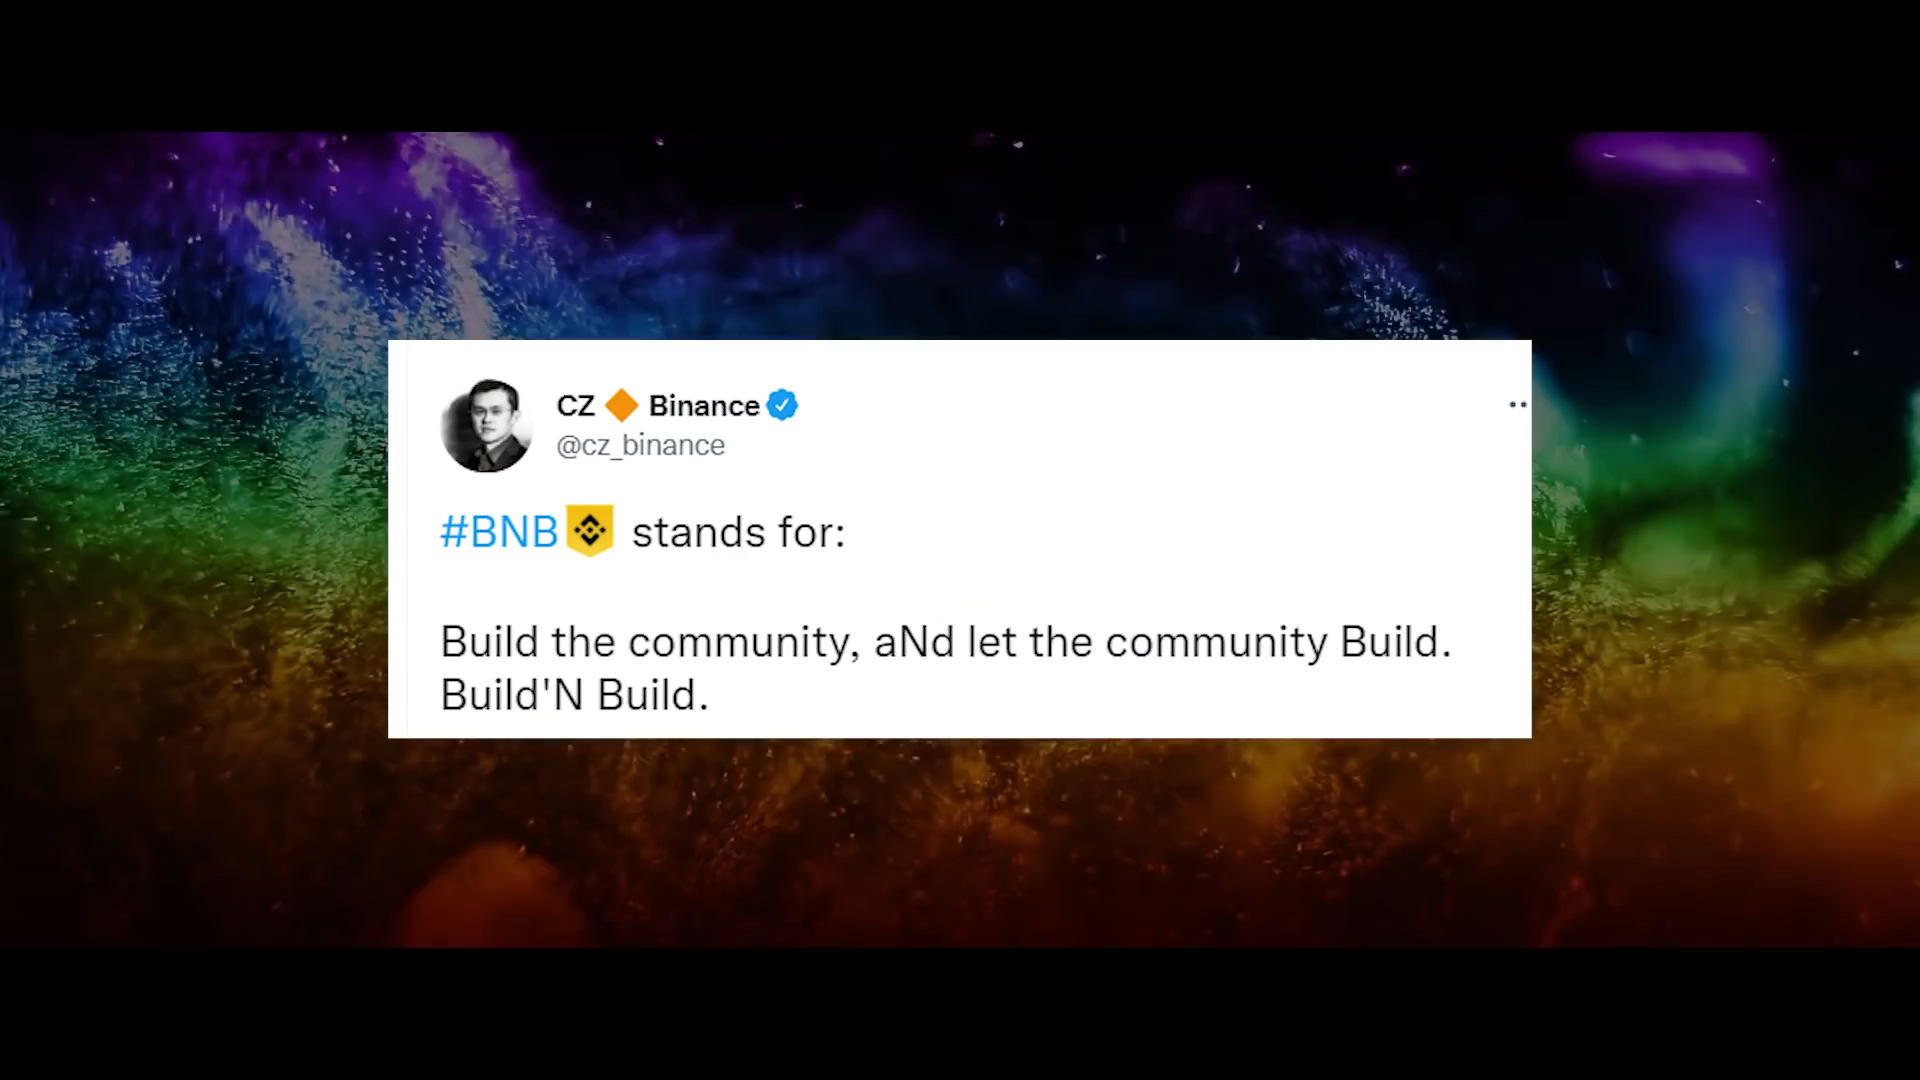 CZ 🔶 Binance
@cz_binance
#BNB stands for:
Build the community, aNd let the community Build.
Build'N Build.